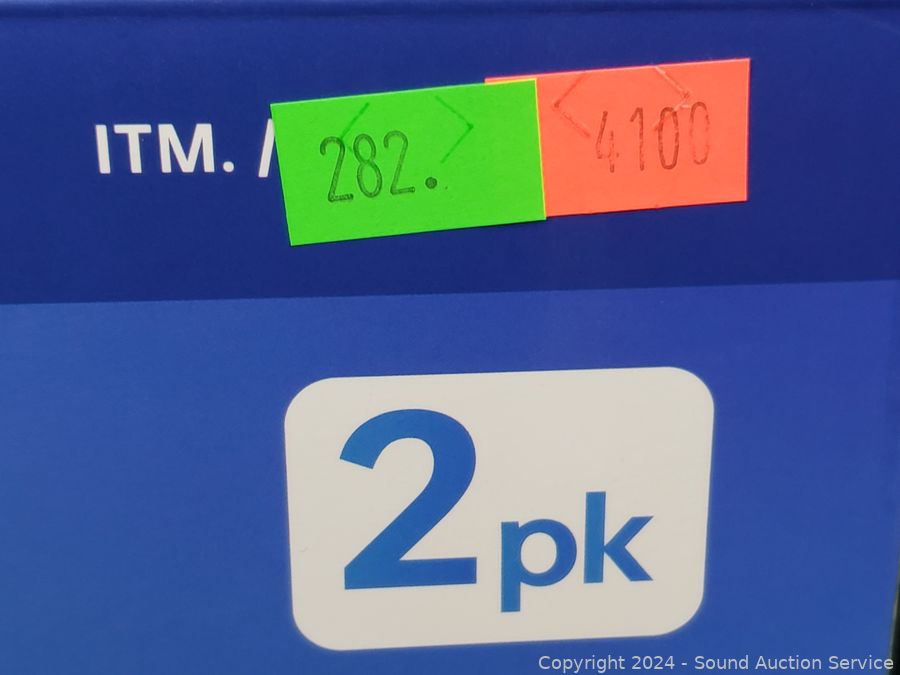 ITM. / 282. 4100
2pk
Copyright 2024 - Sound Auction Service